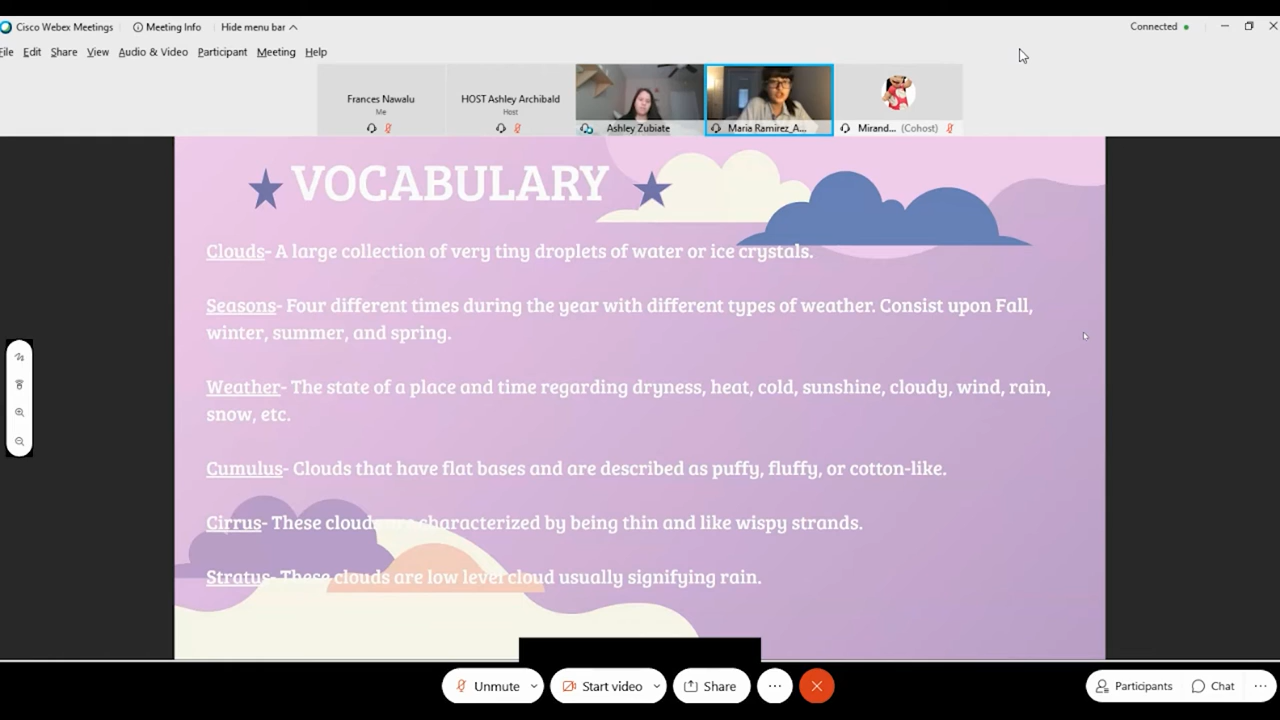 Cisco Webex Meetings
Meeting Info
Hide menu bar
Connected
File Edit Share View Audio & Video Participant Meeting Help
Frances Nawalu
Me
HOST Ashley Archibald
Host
Ashley Zubiate
Maria Ramirez_A...
Mirand... (Cohost)
VOCABULARY
Clouds- A large collection of very tiny droplets of water or ice crystals.
Seasons- Four different times during the year with different types of weather. Consist upon Fall,
winter, summer, and spring.
Weather- The state of a place and time regarding dryness, heat, cold, sunshine, cloudy, wind, rain,
snow, etc.
Cumulus- Clouds that have flat bases and are described as puffy, fluffy, or cotton-like.
Cirrus- These clouds are characterized by being thin and like wispy strands.
Stratus- These clouds are low level cloud usually signifying rain.
Unmute
Start video
Share
Participants
Chat